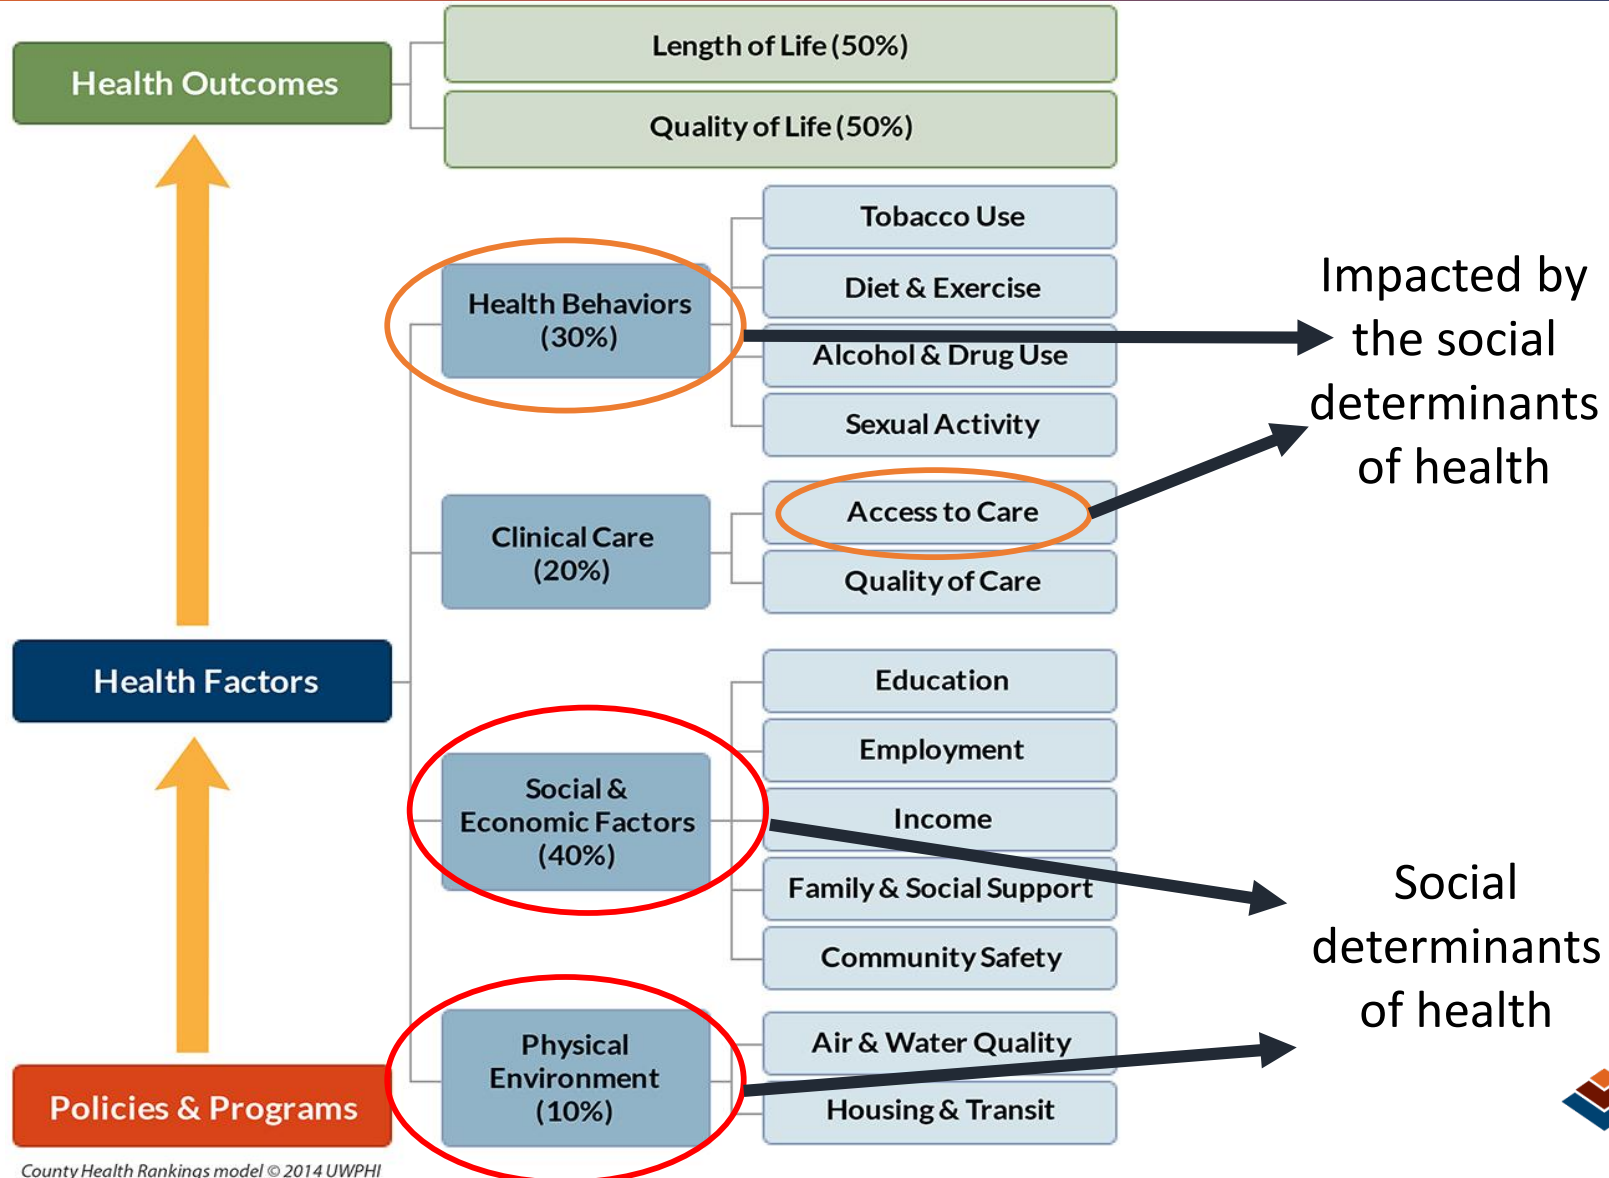 Health Outcomes
Length of Life (50%)
Quality of Life (50%)
Health Behaviors
(30%)
Tobacco Use
Diet & Exercise
Alcohol & Drug Use
Sexual Activity
Impacted by
the social
determinants
of health
Clinical Care
(20%)
Access to Care
Quality of Care
Health Factors
Social &
Economic Factors
(40%)
Education
Employment
Income
Family & Social Support
Community Safety
Social
determinants
of health
Physical
Environment
(10%)
Air & Water Quality
Housing & Transit
Policies & Programs
County Health Rankings model © 2014 UWPHI